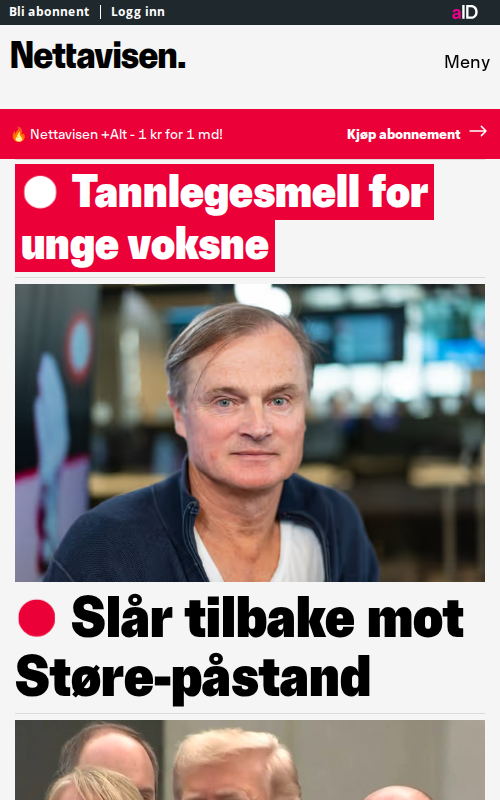 Bli abonnent | Logg inn
aID
Nettavisen.
Meny
🔥 Nettavisen +Alt - 1 kr for 1 md!
Kjøp abonnement →
Tannlegesmell for
unge voksne
Slår tilbake mot
Støre-påstand